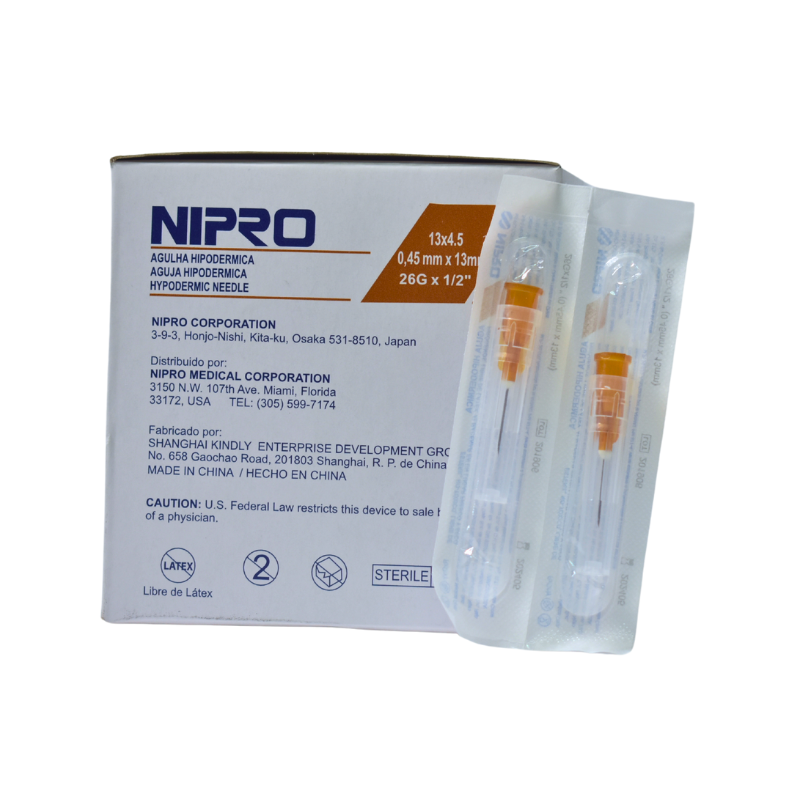 NIPRO
AGULHA HIPODERMICA
AGUJA HIPODERMICA
HYPODERMIC NEEDLE
13x4.5
0,45 mm x 13m
26G x 1/2"
NIPRO CORPORATION
3-9-3, Honjo-Nishi, Kita-ku, Osaka 531-8510, Japan
Distribuido por:
NIPRO MEDICAL CORPORATION
3150 N.W. 107th Ave. Miami, Florida
33172, USA TEL: (305) 599-7174
Fabricado por:
SHANGHAI KINDLY ENTERPRISE DEVELOPMENT GRO
No. 658 Gaochao Road, 201803 Shanghai, R. P. de China
MADE IN CHINA / HECHO EN CHINA
CAUTION: U.S. Federal Law restricts this device to sale b
of a physician.
LATEX
2
STERILE
Libre de Látex
NIPRO